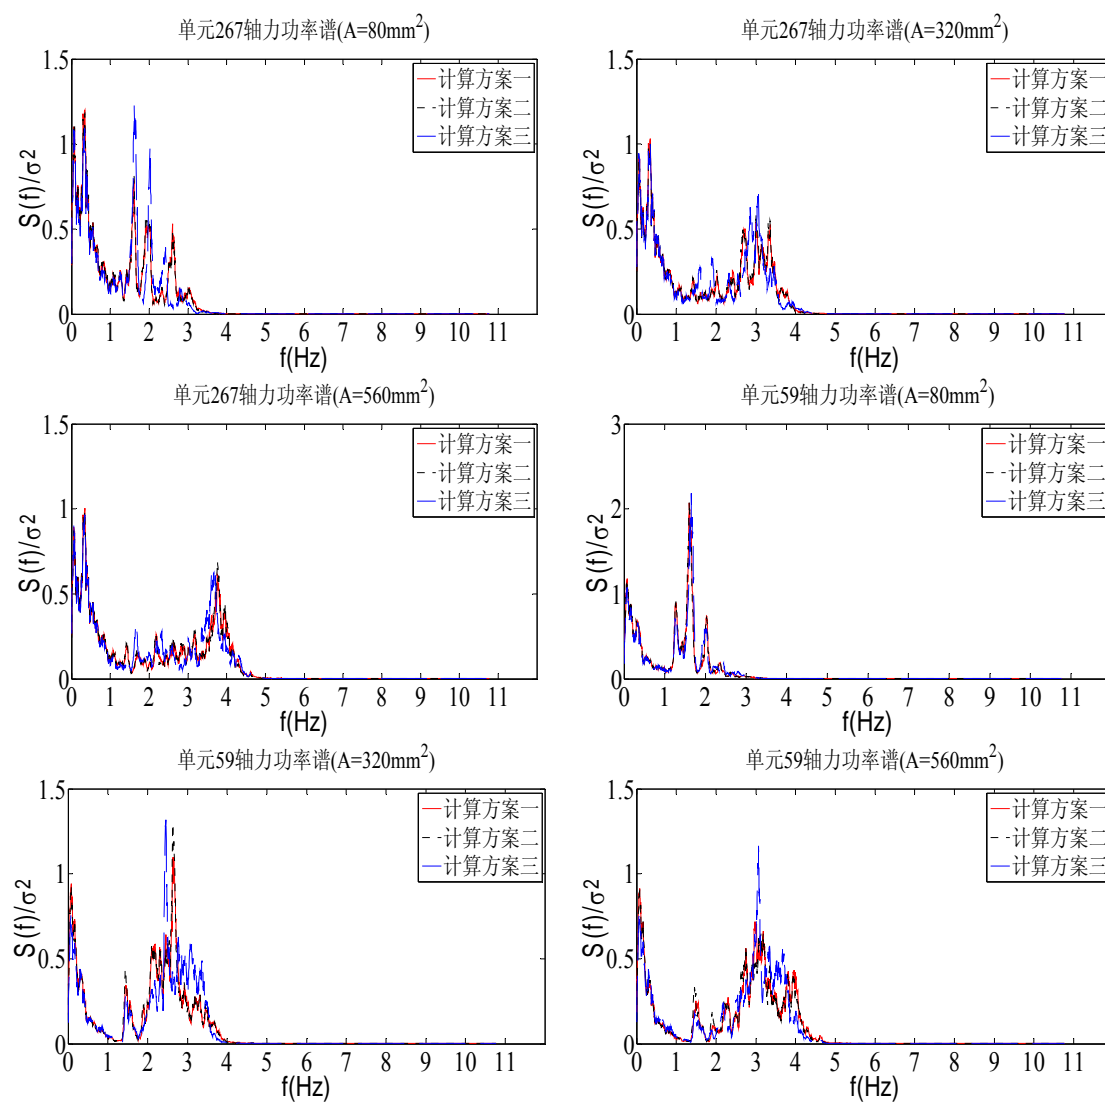 单元267轴力功率谱(A=80mm²)
1.5
1
0.5
0
S(f)/σ²
计算方案一
计算方案二
计算方案三
0 1 2 3 4 5 6 7 8 9 10 11
f(Hz)
单元267轴力功率谱(A=320mm²)
1.5
1
0.5
0
S(f)/σ²
计算方案一
计算方案二
计算方案三
0 1 2 3 4 5 6 7 8 9 10 11
f(Hz)
单元267轴力功率谱(A=560mm²)
1.5
1
0.5
0
S(f)/σ²
计算方案一
计算方案二
计算方案三
0 1 2 3 4 5 6 7 8 9 10 11
f(Hz)
单元59轴力功率谱(A=80mm²)
3
2
1
0
S(f)/σ²
计算方案一
计算方案二
计算方案三
0 1 2 3 4 5 6 7 8 9 10 11
f(Hz)
单元59轴力功率谱(A=320mm²)
1.5
1
0.5
0
S(f)/σ²
计算方案一
计算方案二
计算方案三
0 1 2 3 4 5 6 7 8 9 10 11
f(Hz)
单元59轴力功率谱(A=560mm²)
1.5
1
0.5
0
S(f)/σ²
计算方案一
计算方案二
计算方案三
0 1 2 3 4 5 6 7 8 9 10 11
f(Hz)